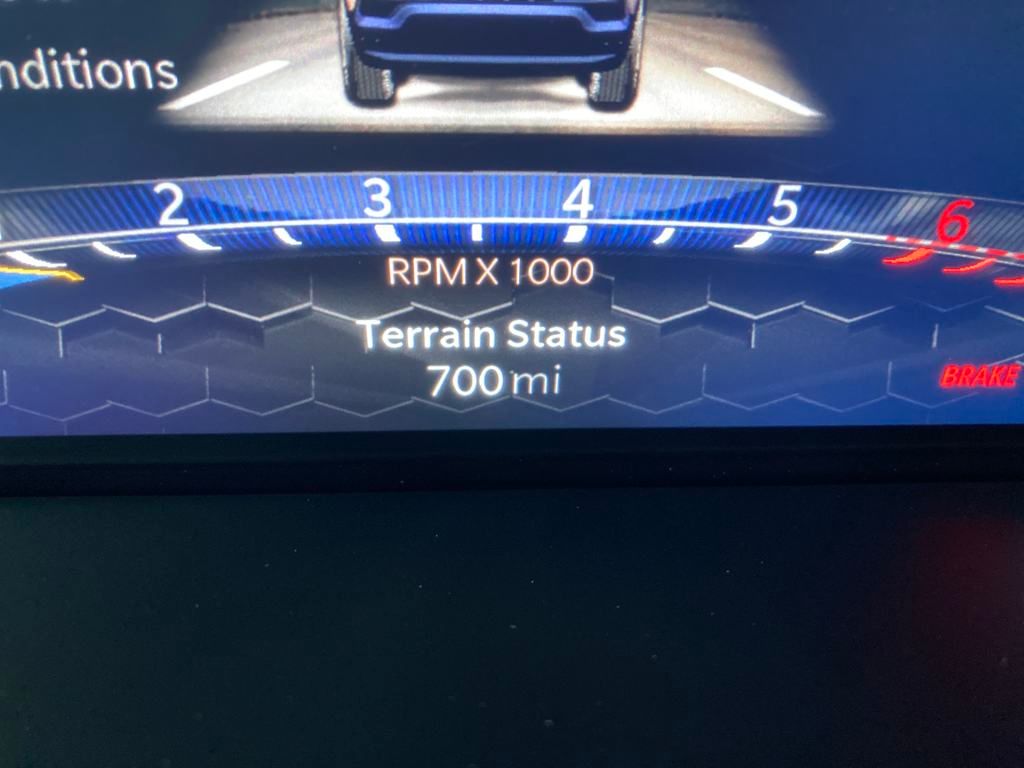 nditions
2 3 4 5 6
RPM X 1000
Terrain Status
700 mi
BRAKE